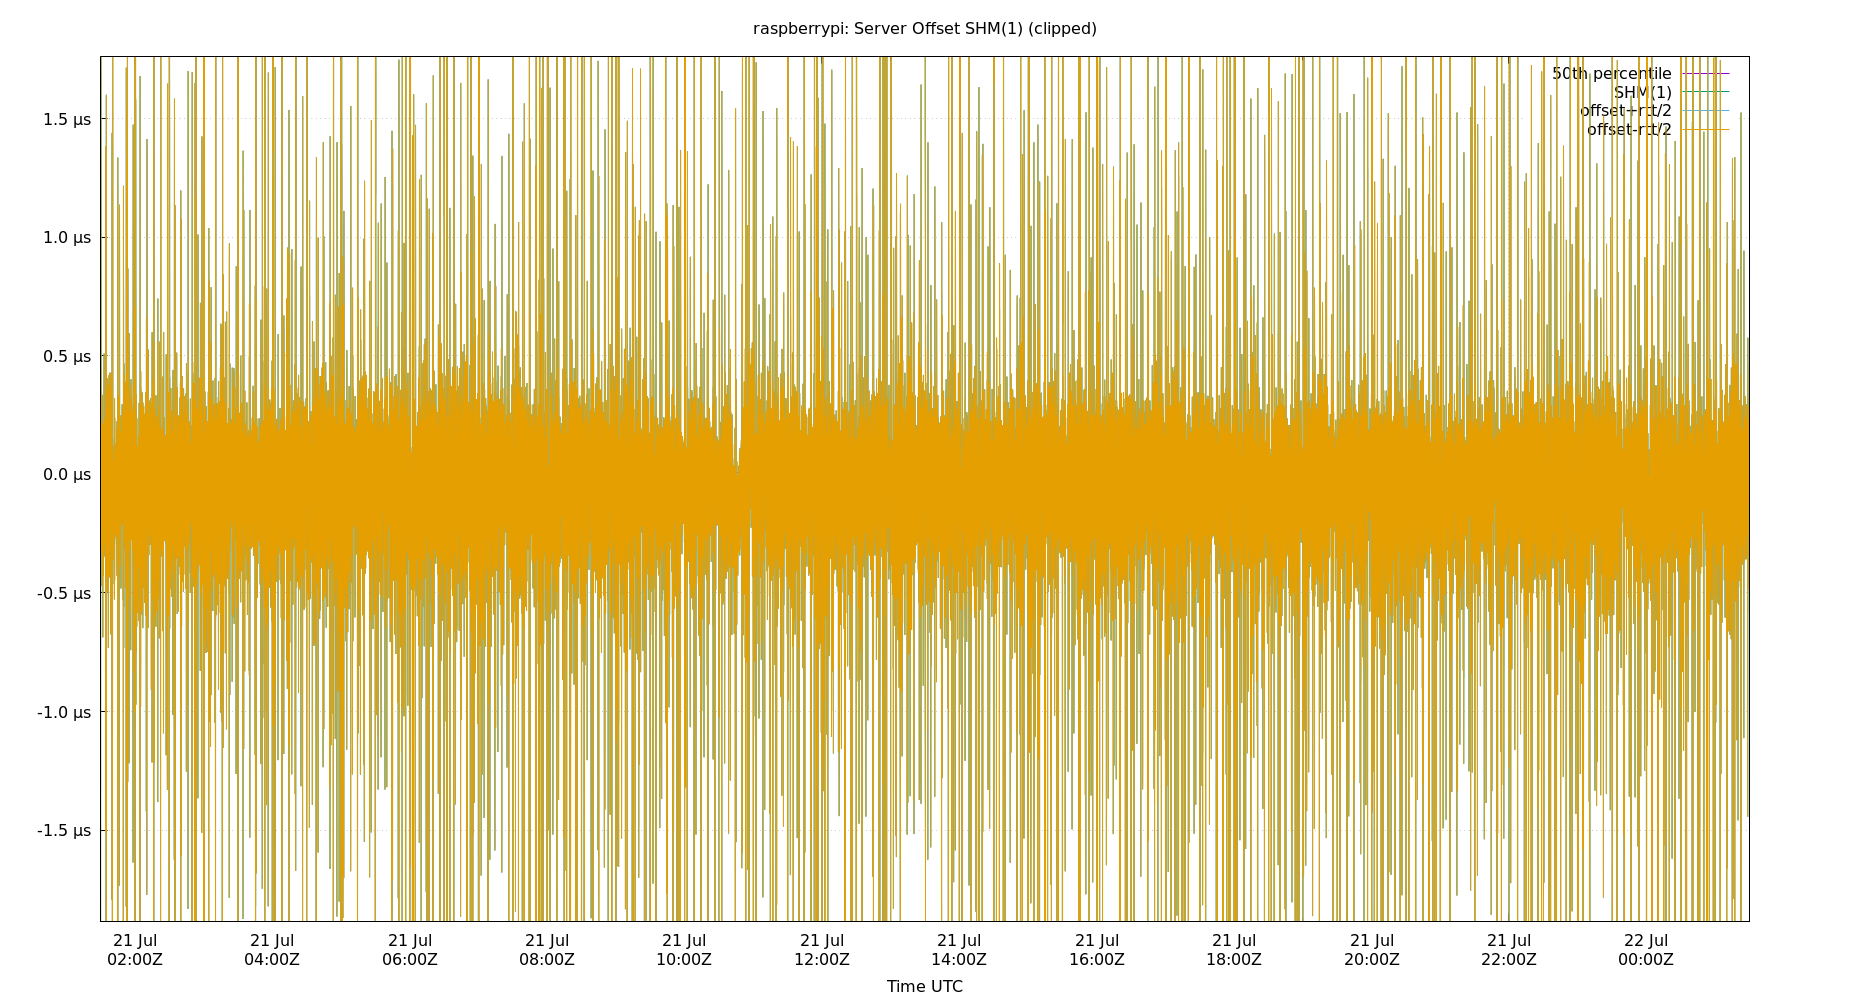 raspberrypi: Server Offset SHM(1) (clipped)
50th percentile
SHM(1)
offset+rtt/2
offset-rtt/2
1.5 µs
1.0 µs
0.5 µs
0.0 µs
-0.5 µs
-1.0 µs
-1.5 µs
21 Jul 21 Jul 21 Jul 21 Jul 21 Jul 21 Jul 21 Jul 21 Jul 21 Jul 21 Jul 21 Jul 22 Jul
02:00Z 04:00Z 06:00Z 08:00Z 10:00Z 12:00Z 14:00Z 16:00Z 18:00Z 20:00Z 22:00Z 00:00Z
Time UTC